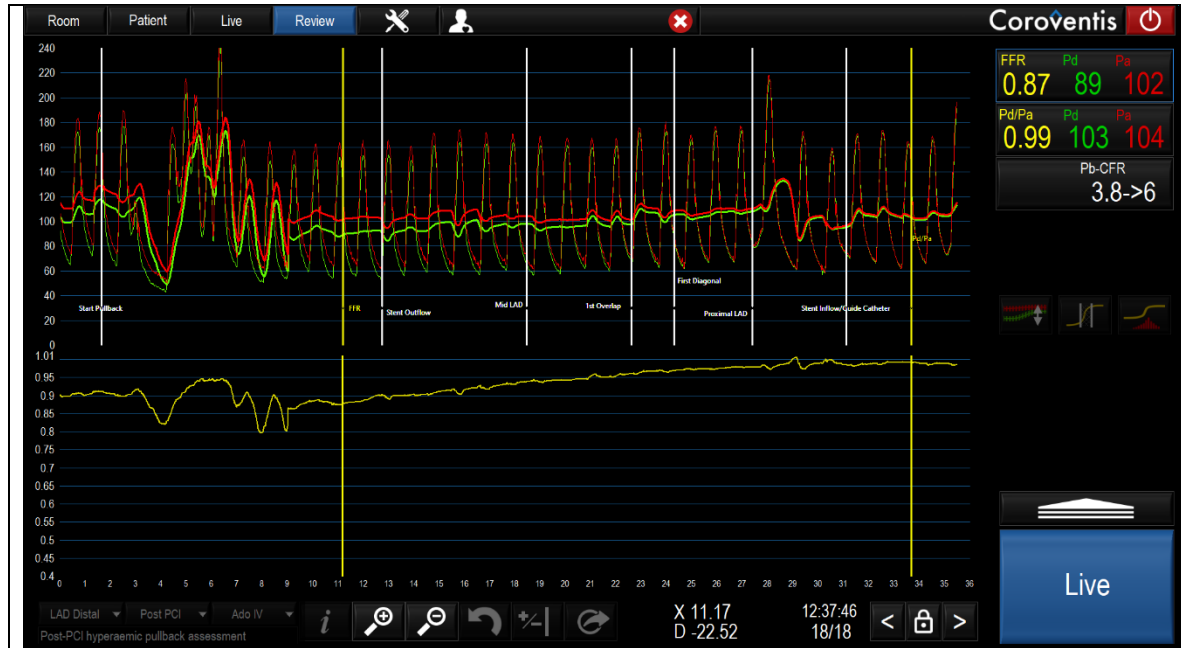 Room Patient Live Review
Coroventis
FFR Pd Pa
0.87 89 102
Pd/Pa Pd Pa
0.99 103 104
Pb-CFR
3.8->6
240
220
200
180
160
140
120
100
80
60
40
20
0
Start Pullback
FFR
Stent Outflow
Mid LAD
1st Overlap
First Diagonal
Proximal LAD
Stent Inflow/Guide Catheter
Pd/Pa
1.01
0.95
0.9
0.85
0.8
0.75
0.7
0.65
0.6
0.55
0.5
0.45
0.4
0 1 2 3 4 5 6 7 8 9 10 11 12 13 14 15 16 17 18 19 20 21 22 23 24 25 26 27 28 29 30 31 32 33 34 35 36
Live
LAD Distal Post PCI Ado IV
Post-PCI hyperaemic pullback assessment
i
+/-
X 11.17
D -22.52
12:37:46
18/18
< >